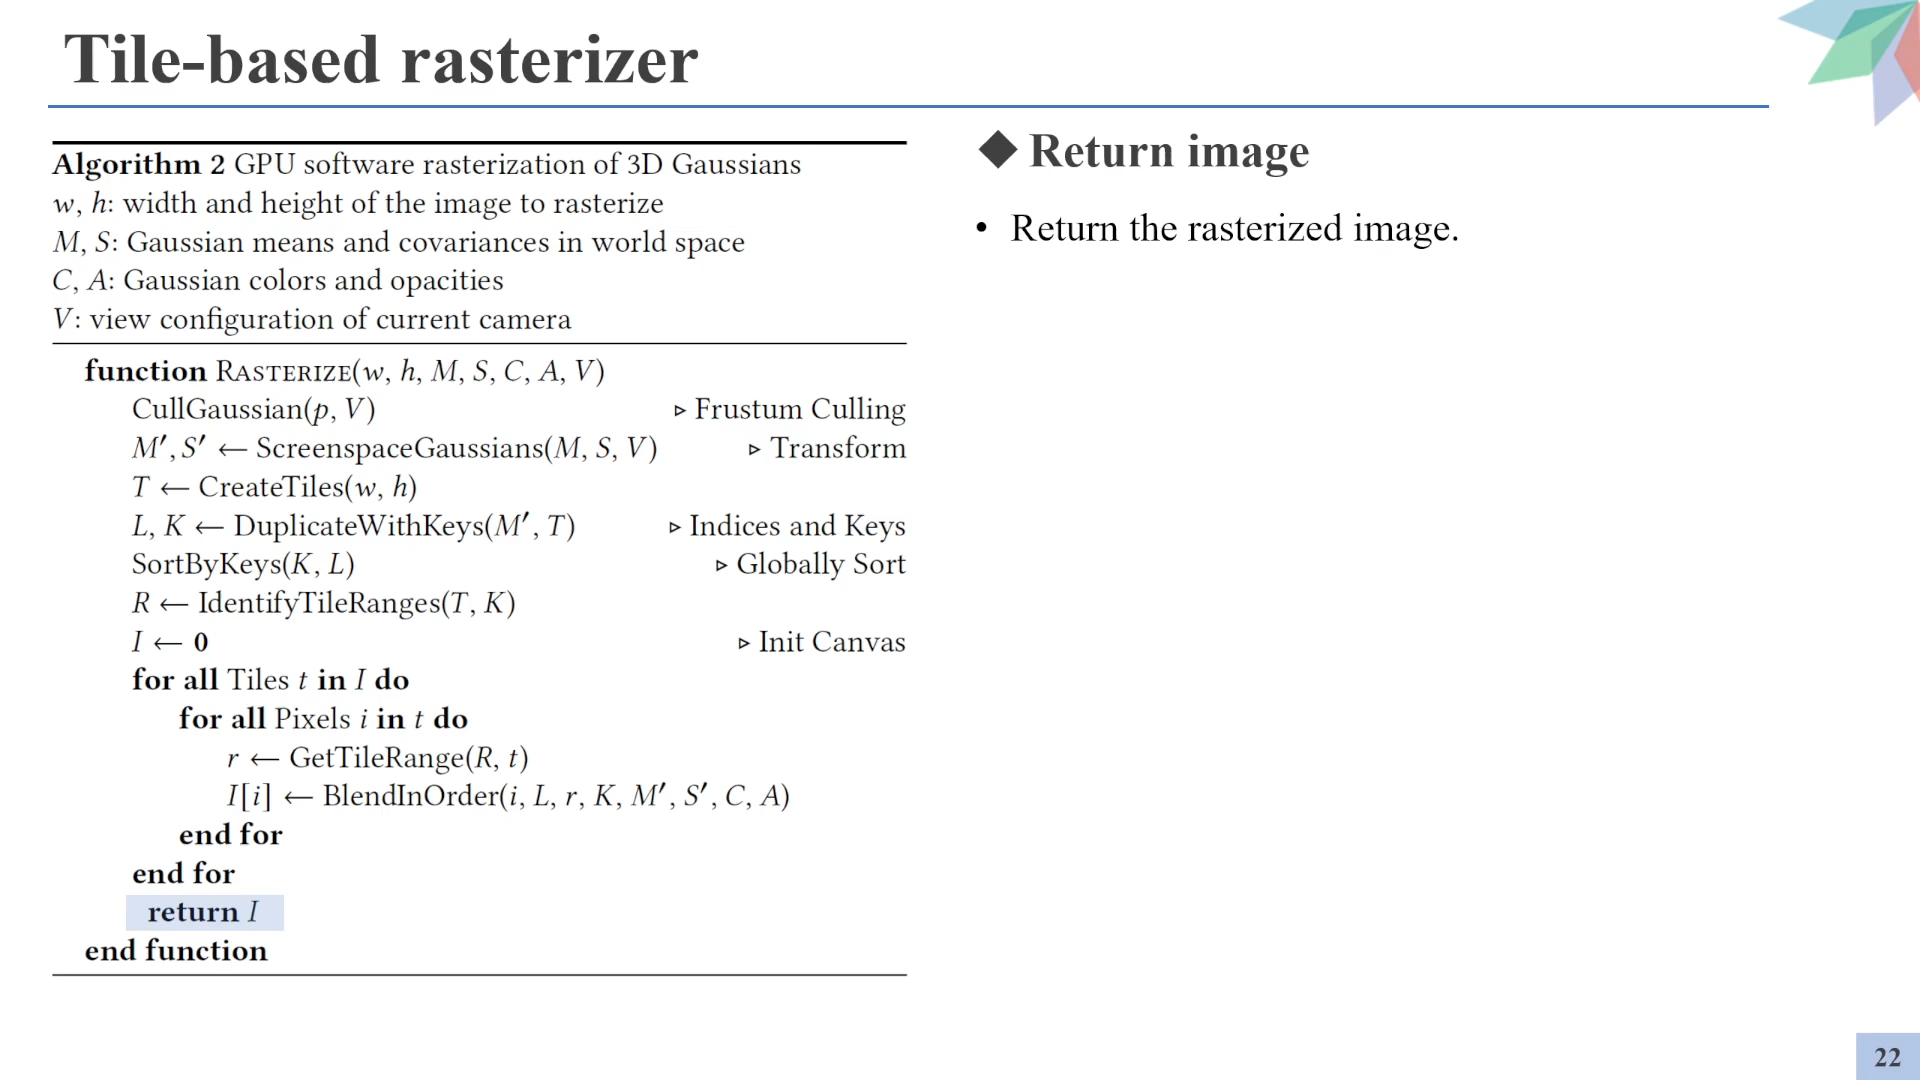 Tile-based rasterizer
Algorithm 2 GPU software rasterization of 3D Gaussians
w, h: width and height of the image to rasterize
M, S: Gaussian means and covariances in world space
C, A: Gaussian colors and opacities
V: view configuration of current camera
function RASTERIZE(w, h, M, S, C, A, V)
CullGaussian(p, V) ▹ Frustum Culling
M′, S′ ← ScreenspaceGaussians(M, S, V) ▹ Transform
T ← CreateTiles(w, h)
L, K ← DuplicateWithKeys(M′, T) ▹ Indices and Keys
SortByKeys(K, L) ▹ Globally Sort
R ← IdentifyTileRanges(T, K)
I ← 0 ▹ Init Canvas
for all Tiles t in I do
for all Pixels i in t do
r ← GetTileRange(R, t)
I[i] ← BlendInOrder(i, L, r, K, M′, S′, C, A)
end for
end for
return I
end function
◆ Return image
• Return the rasterized image.
22